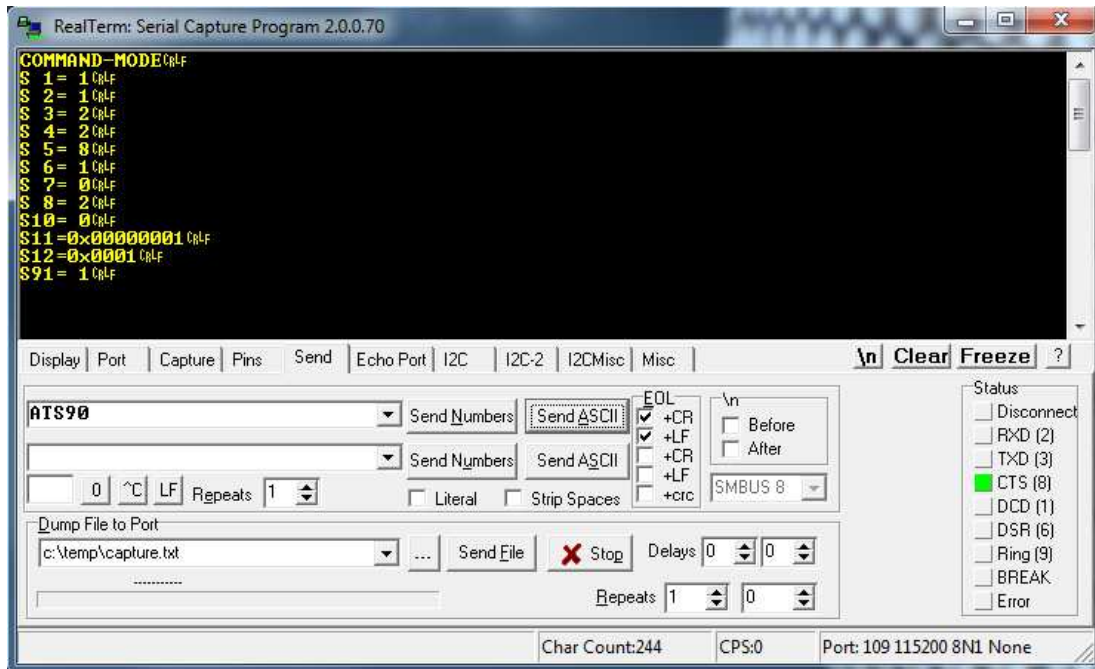 RealTerm: Serial Capture Program 2.0.0.70
COMMAND-MODECRLF
S 1= 1CRLF
S 2= 1CRLF
S 3= 2CRLF
S 4= 2CRLF
S 5= 8CRLF
S 6= 1CRLF
S 7= 0CRLF
S 8= 2CRLF
S10= 0CRLF
S11=0x00000001CRLF
S12=0x0001CRLF
S91= 1CRLF
Display Port Capture Pins Send Echo Port I2C I2C-2 I2CMisc Misc \n Clear Freeze ?
ATS90 Send Numbers Send ASCII
Send Numbers Send ASCII
0 ^C LF Repeats 1 Literal Strip Spaces
EOL
+CR
+LF
+CR
+LF
+crc
\n
Before
After
SMBUS 8
Dump File to Port
c:\temp\capture.txt ... Send File Stop Delays 0 0
-----------
Repeats 1 0
Status
Disconnect
RXD (2)
TXD (3)
CTS (8)
DCD (1)
DSR (6)
Ring (9)
BREAK
Error
Char Count:244 CPS:0 Port: 109 115200 8N1 None